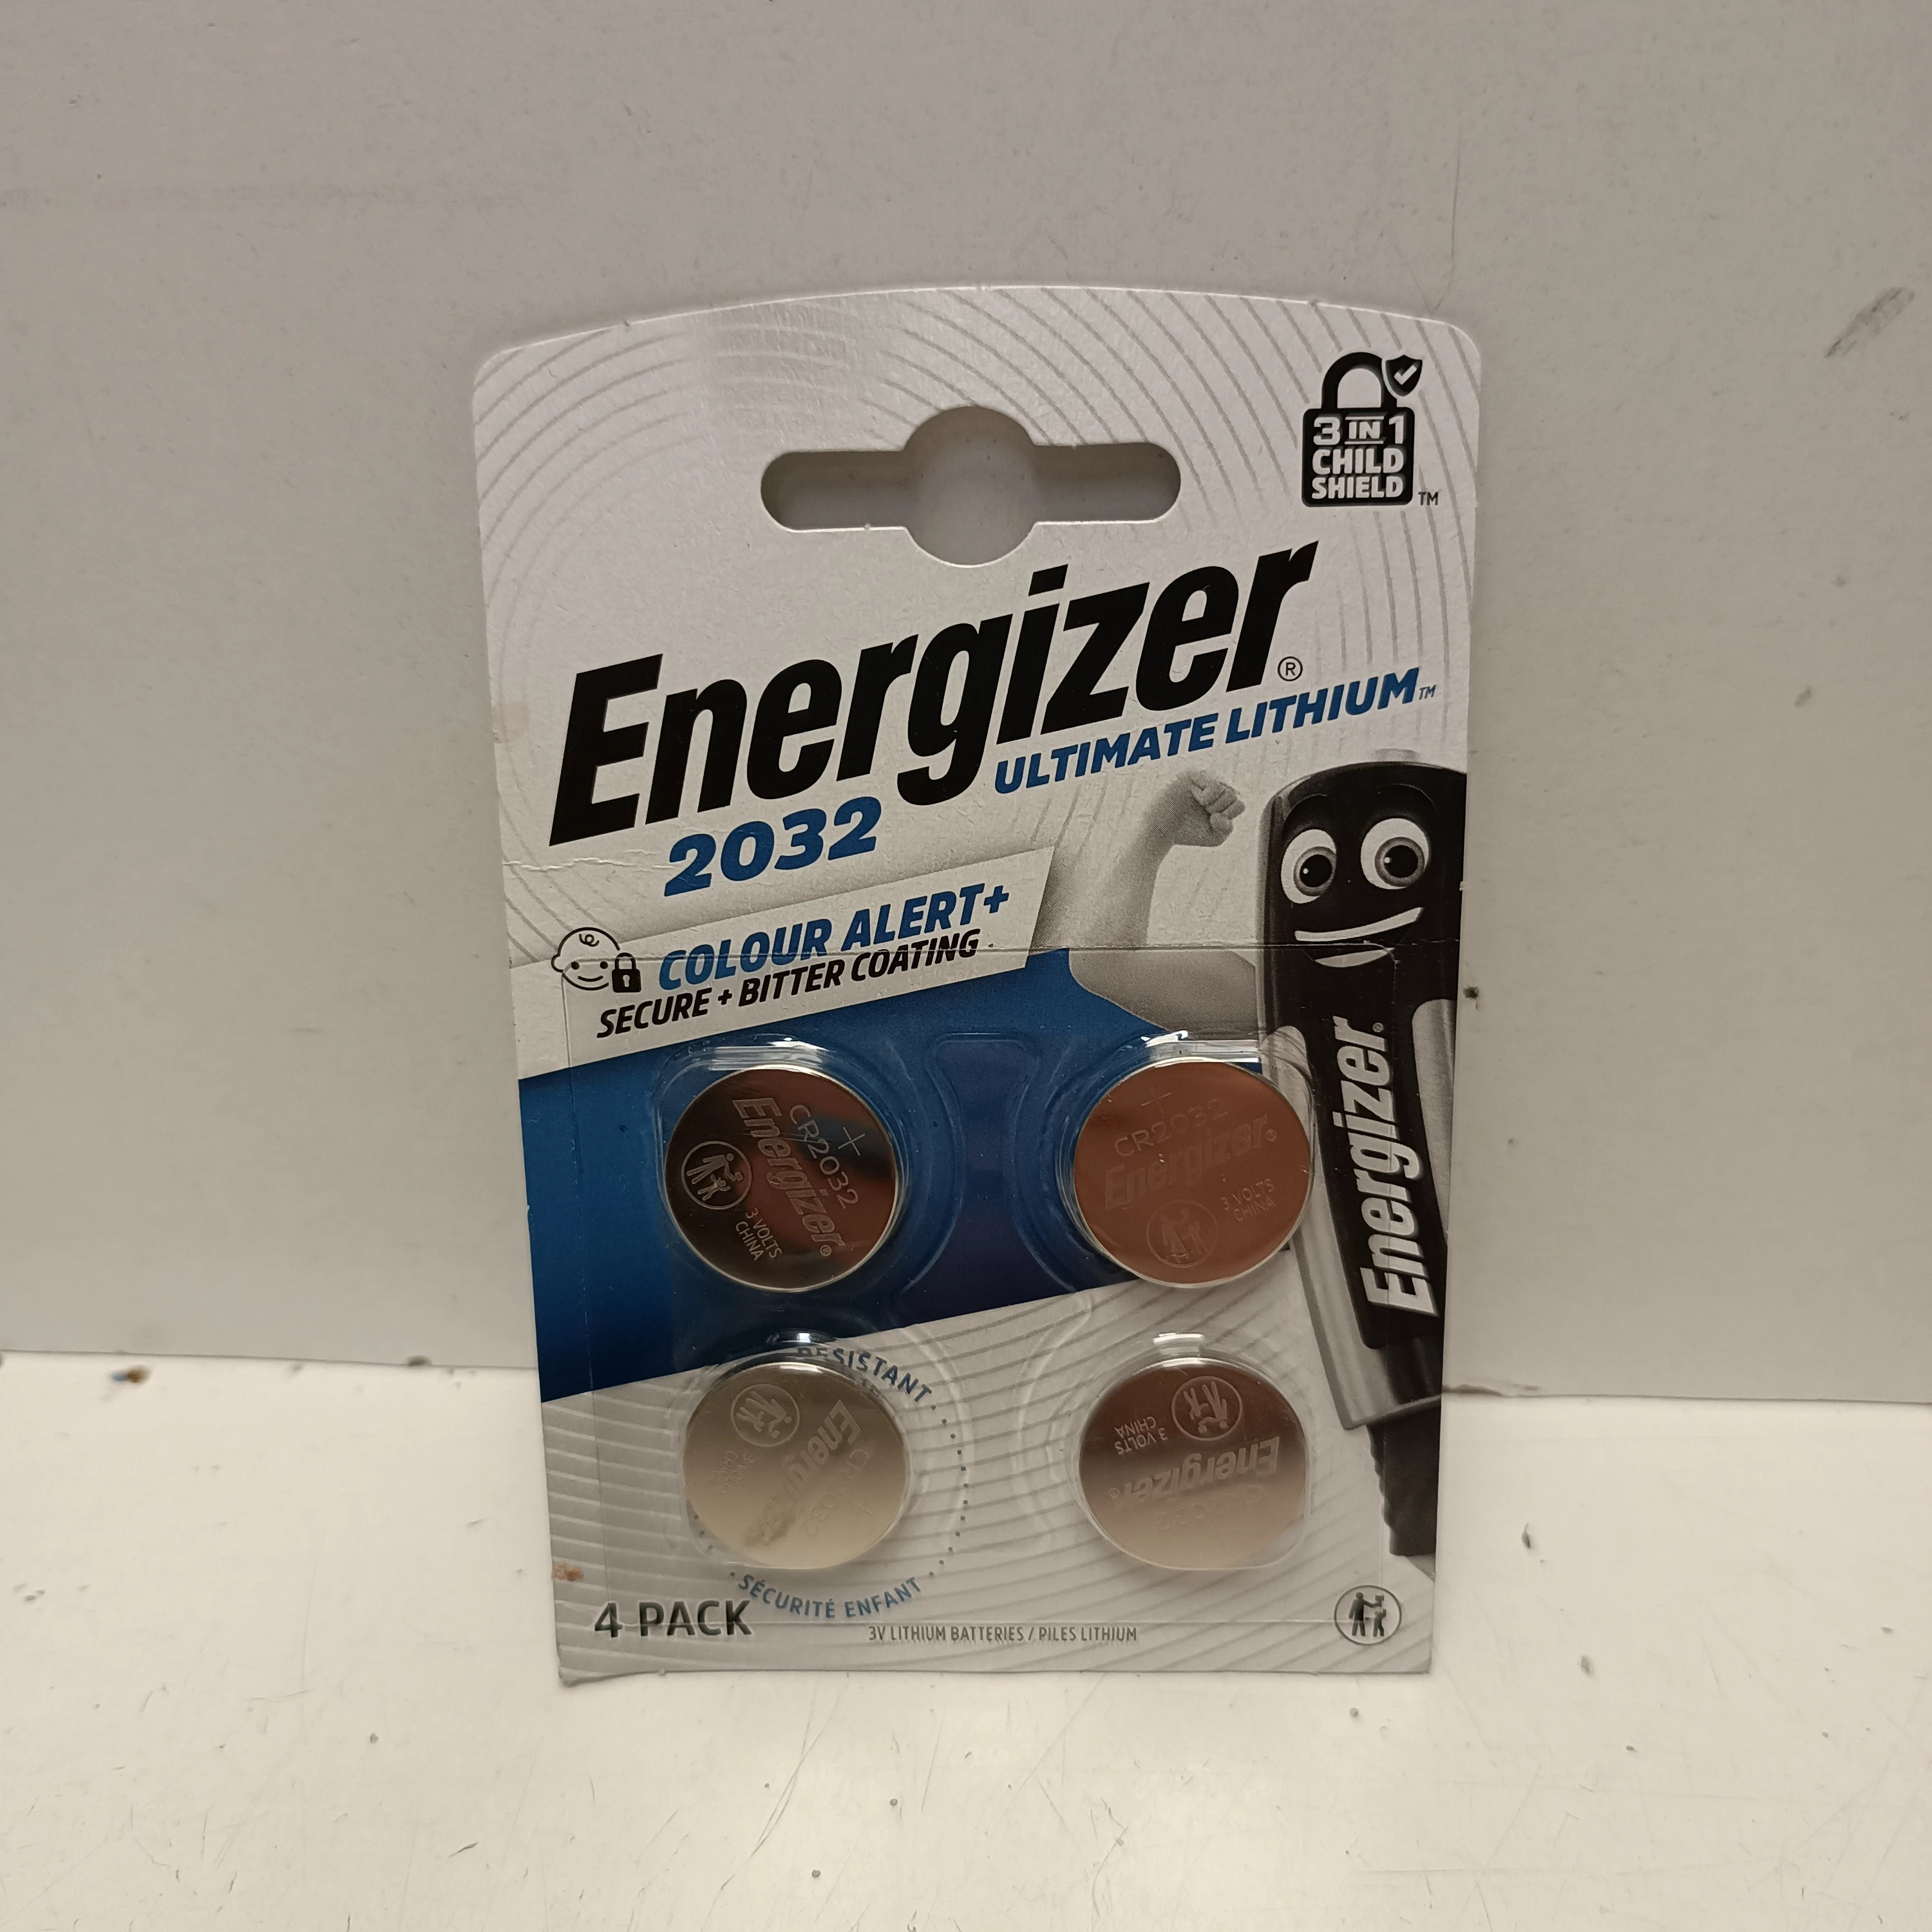 3 IN 1
CHILD
SHIELD™
Energizer®
ULTIMATE LITHIUM™
2032
COLOUR ALERT+
SECURE + BITTER COATING
Energizer®
+
CR2032
Energizer®
3 VOLTS
CHINA
+
CR2032
Energizer®
3 VOLTS
CHINA
RESISTANT
Energizer
3 VOLTS
CHINA
Energizer®
SÉCURITÉ ENFANT
4 PACK
3V LITHIUM BATTERIES / PILES LITHIUM